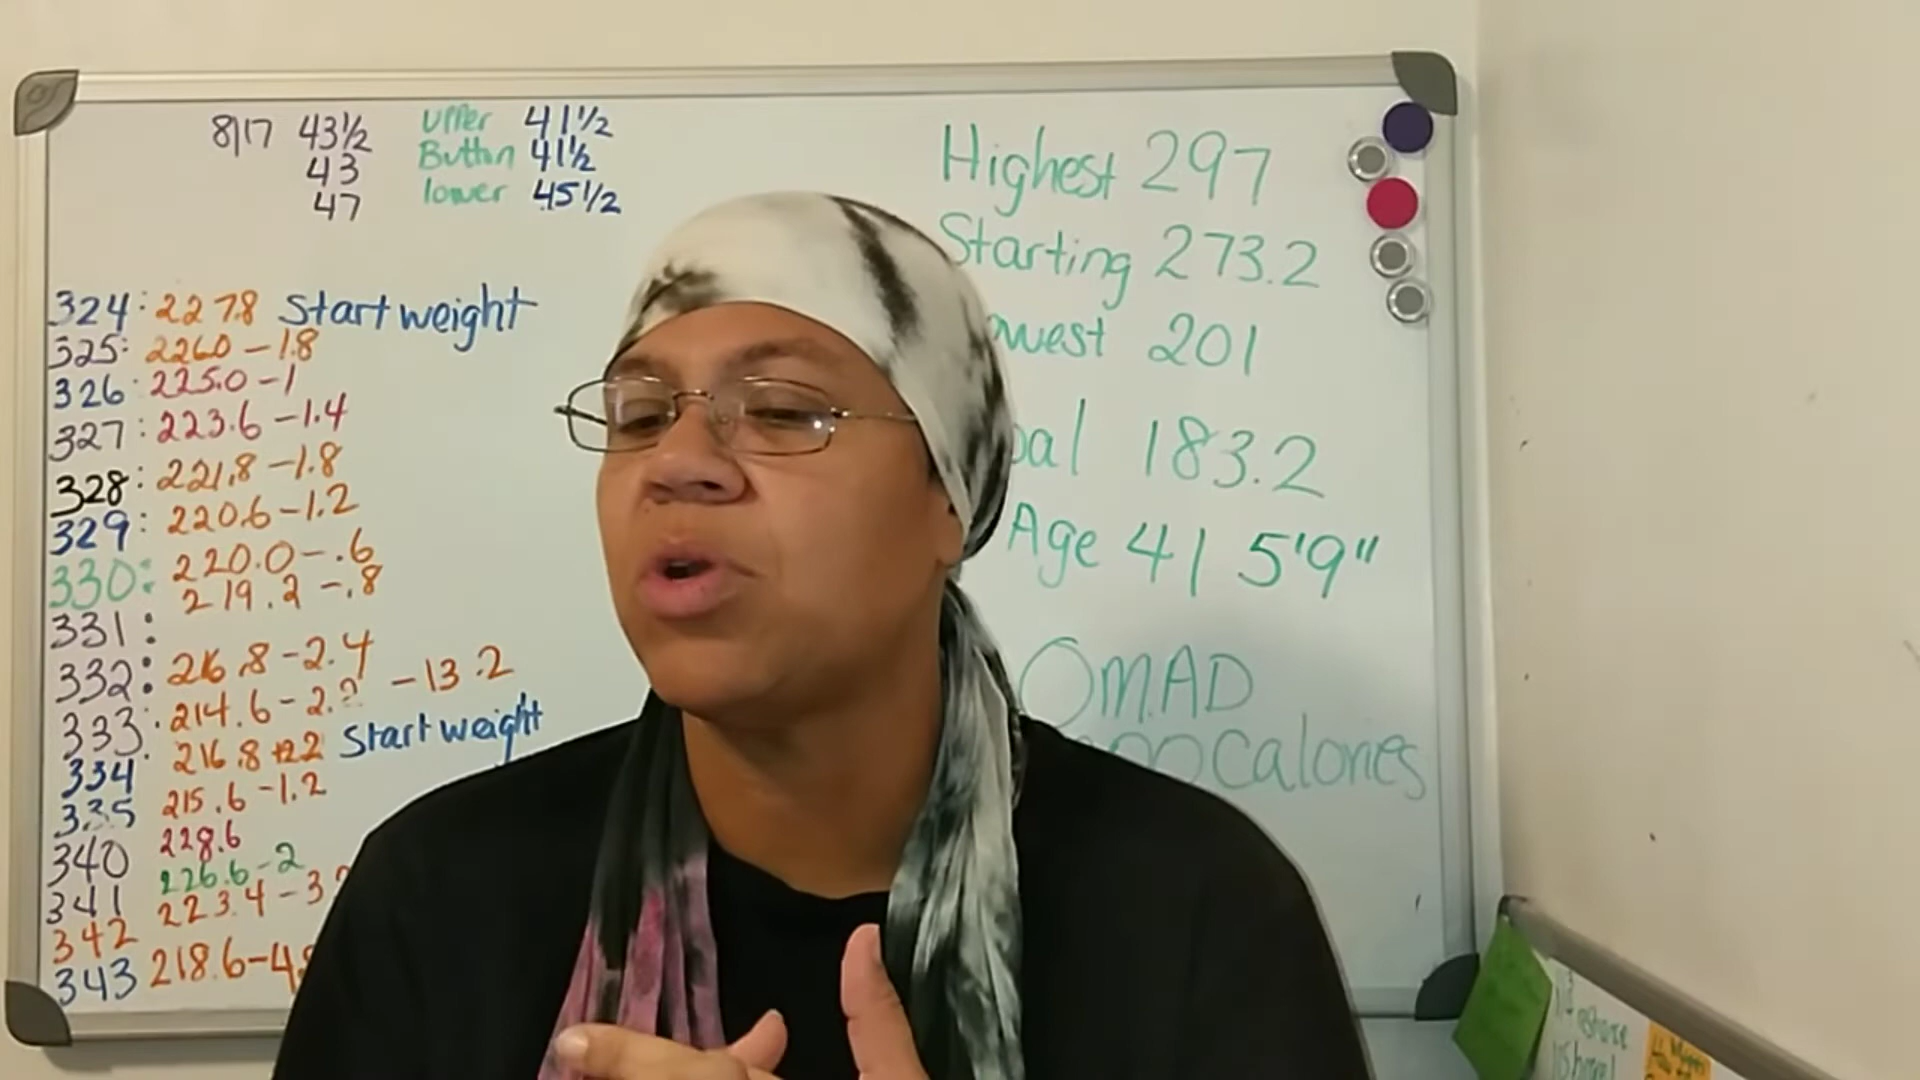 8/17 43½ Upper 41½
43 Button 41½
47 lower 45½
324: 227.8 Start weight
325: 226.0 -1.8
326: 225.0 -1
327: 223.6 -1.4
328: 221.8 -1.8
329: 220.6 -1.2
330: 220.0 -.6
219.2 -.8
331:
332: 216.8 -2.4
333: 214.6 -2. -13.2
334 216.8 +2.2 Start weight
335 215.6 -1.2
340 228.6
341 226.6 -2
342 223.4 -3
343 218.6 -4.8
Highest 297
Starting 273.2
owest 201
oal 183.2
Age 41 5'9"
OMAD
00 Calories